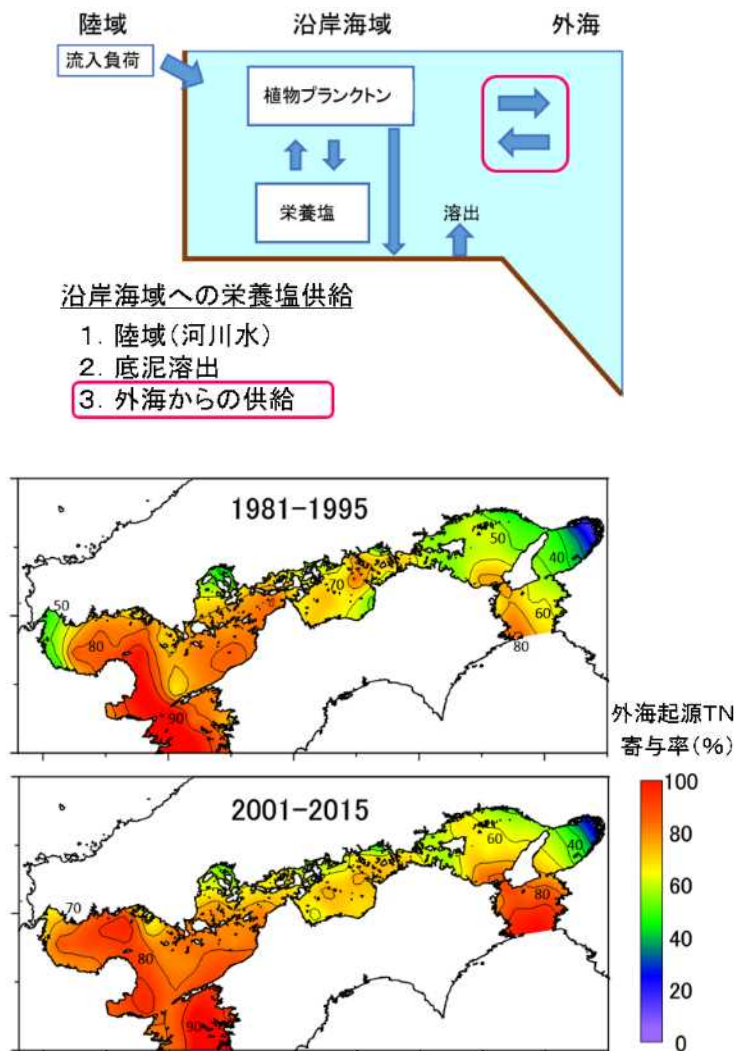 陸域 沿岸海域 外海
流入負荷
植物プランクトン
栄養塩
溶出
沿岸海域への栄養塩供給
1. 陸域(河川水)
2. 底泥溶出
3. 外海からの供給
1981-1995
50
40
70
50
60
80
80
90
外海起源TN
寄与率(%)
2001-2015
100
80
60
40
20
0
60
40
70
80
80
90